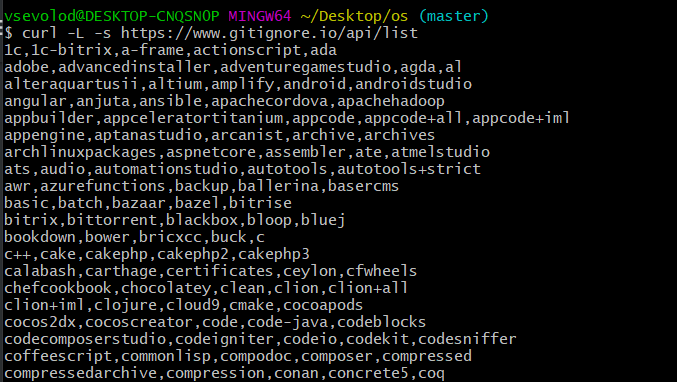 vsevolod@DESKTOP-CNQSNOP MINGW64 ~/Desktop/os (master)
$ curl -L -s https://www.gitignore.io/api/list
1c,1c-bitrix,a-frame,actionscript,ada
adobe,advancedinstaller,adventuregamestudio,agda,al
alteraquartusii,altium,amplify,android,androidstudio
angular,anjuta,ansible,apachecordova,apachehadoop
appbuilder,appceleratortitanium,appcode,appcode+all,appcode+iml
appengine,aptanastudio,arcanist,archive,archives
archlinuxpackages,aspnetcore,assembler,ate,atmelstudio
ats,audio,automationstudio,autotools,autotools+strict
awr,azurefunctions,backup,ballerina,basercms
basic,batch,bazaar,bazel,bitrise
bitrix,bittorrent,blackbox,bloop,bluej
bookdown,bower,bricxcc,buck,c
c++,cake,cakephp,cakephp2,cakephp3
calabash,carthage,certificates,ceylon,cfwheels
chefcookbook,chocolatey,clean,clion,clion+all
clion+iml,clojure,cloud9,cmake,cocoapods
cocos2dx,cocoscreator,code,code-java,codeblocks
codecomposerstudio,codeigniter,codeio,codekit,codesniffer
coffeescript,commonlisp,compodoc,composer,compressed
compressedarchive,compression,conan,concrete5,coq